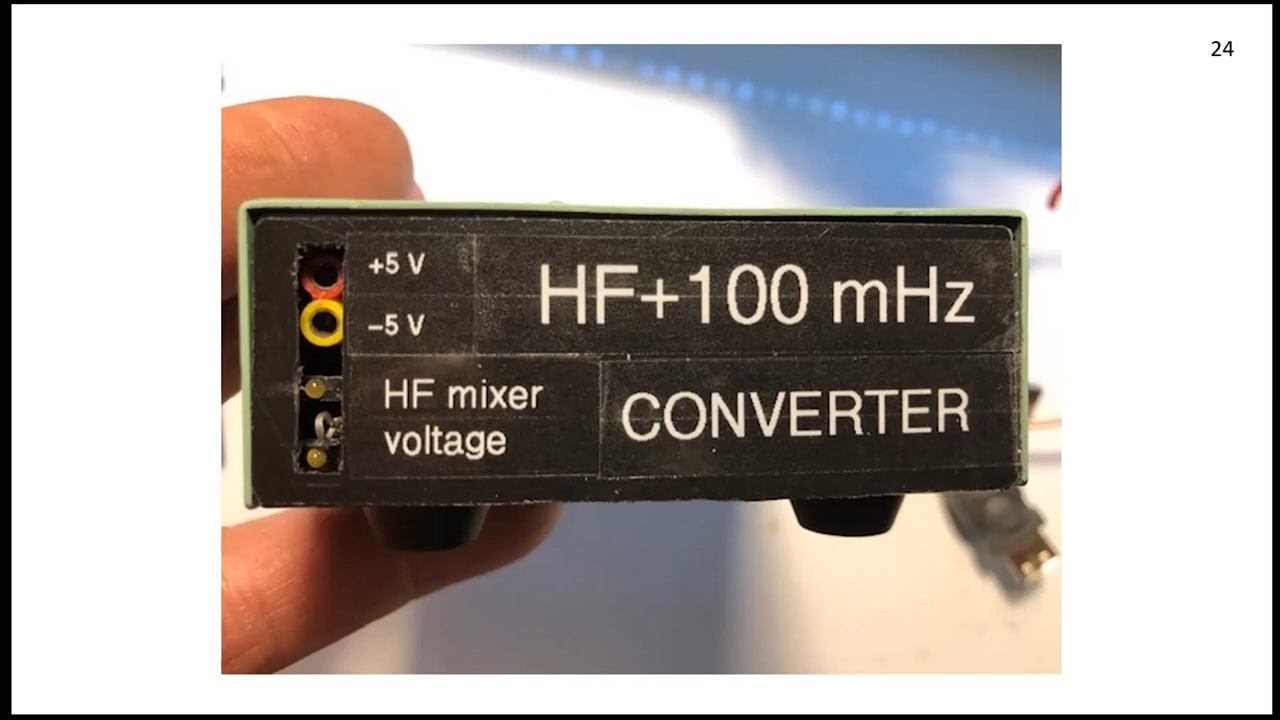 24
+5 V
HF+100 mHz
–5 V
HF mixer
voltage
CONVERTER